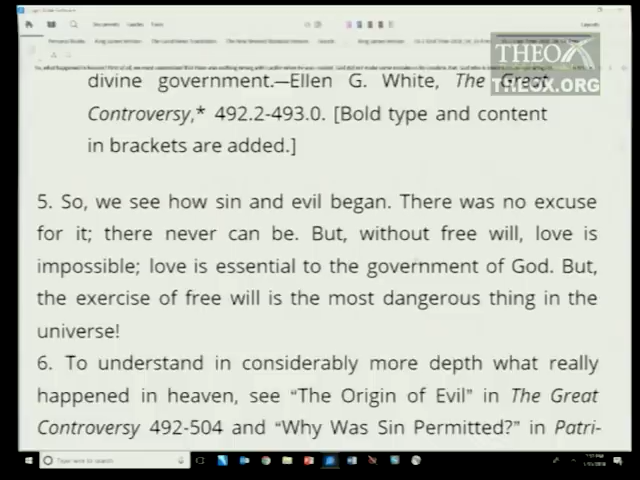 Layouts
THEOX
THEOX.ORG
divine government.—Ellen G. White, The Great
Controversy,* 492.2-493.0. [Bold type and content
in brackets are added.]
5. So, we see how sin and evil began. There was no excuse
for it; there never can be. But, without free will, love is
impossible; love is essential to the government of God. But,
the exercise of free will is the most dangerous thing in the
universe!
6. To understand in considerably more depth what really
happened in heaven, see “The Origin of Evil” in The Great
Controversy 492-504 and “Why Was Sin Permitted?” in Patri-
Type here to search